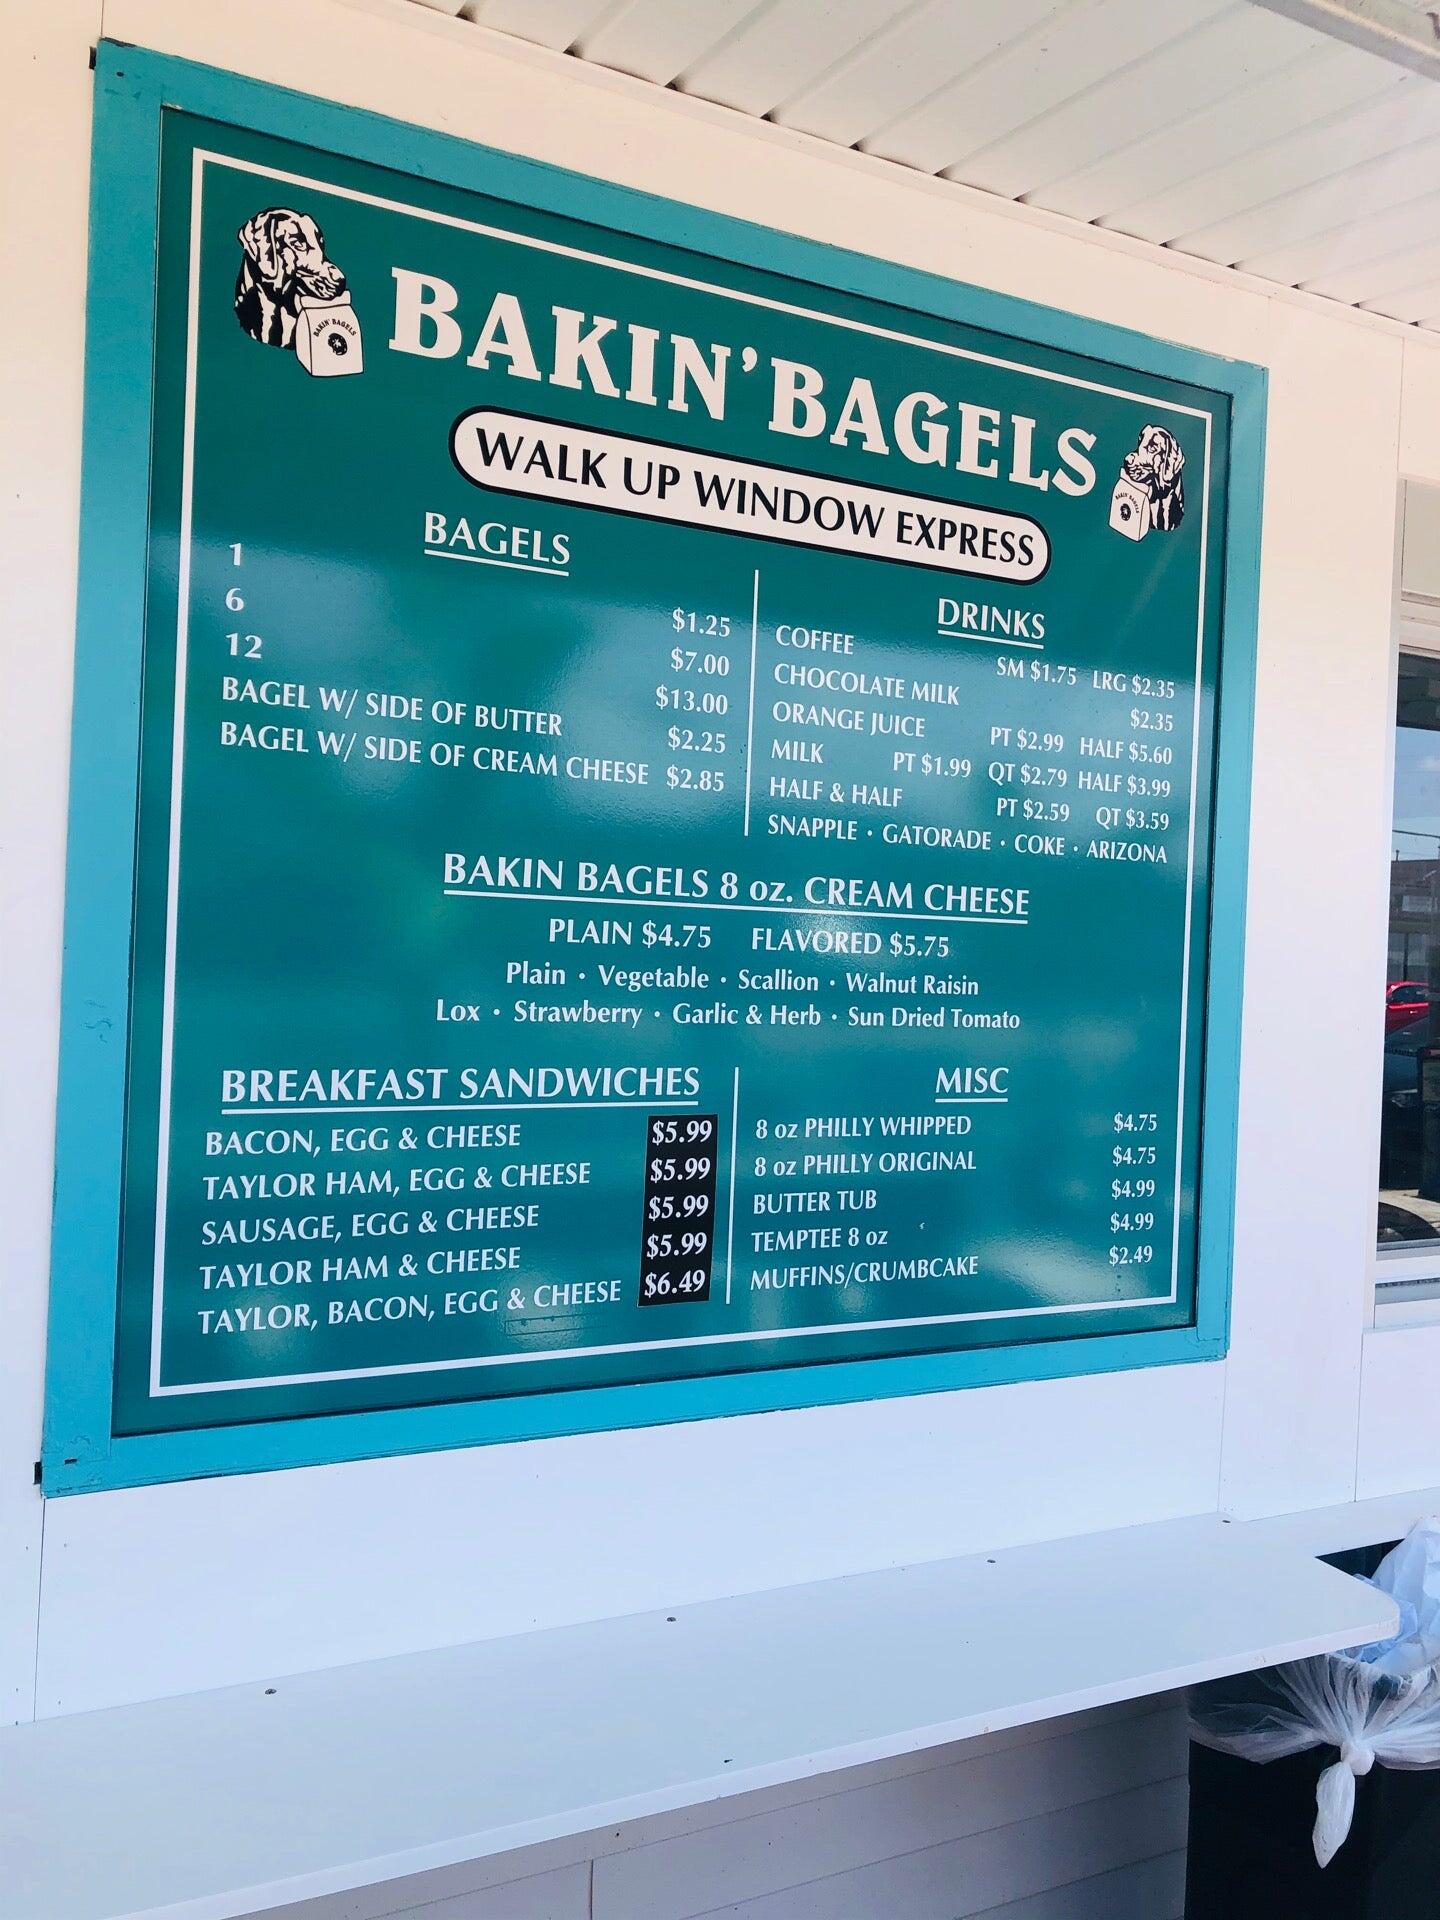 BAKIN' BAGELS
BAKIN' BAGELS
BAKIN' BAGELS
WALK UP WINDOW EXPRESS
BAGELS
1 $1.25
6 $7.00
12 $13.00
BAGEL W/ SIDE OF BUTTER $2.25
BAGEL W/ SIDE OF CREAM CHEESE $2.85
DRINKS
COFFEE SM $1.75 LRG $2.35
CHOCOLATE MILK $2.35
ORANGE JUICE PT $2.99 HALF $5.60
MILK PT $1.99 QT $2.79 HALF $3.99
HALF & HALF PT $2.59 QT $3.59
SNAPPLE • GATORADE • COKE • ARIZONA
BAKIN BAGELS 8 oz. CREAM CHEESE
PLAIN $4.75 FLAVORED $5.75
Plain • Vegetable • Scallion • Walnut Raisin
Lox • Strawberry • Garlic & Herb • Sun Dried Tomato
BREAKFAST SANDWICHES
BACON, EGG & CHEESE $5.99
TAYLOR HAM, EGG & CHEESE $5.99
SAUSAGE, EGG & CHEESE $5.99
TAYLOR HAM & CHEESE $5.99
TAYLOR, BACON, EGG & CHEESE $6.49
MISC
8 oz PHILLY WHIPPED $4.75
8 oz PHILLY ORIGINAL $4.75
BUTTER TUB $4.99
TEMPTEE 8 oz $4.99
MUFFINS/CRUMBCAKE $2.49